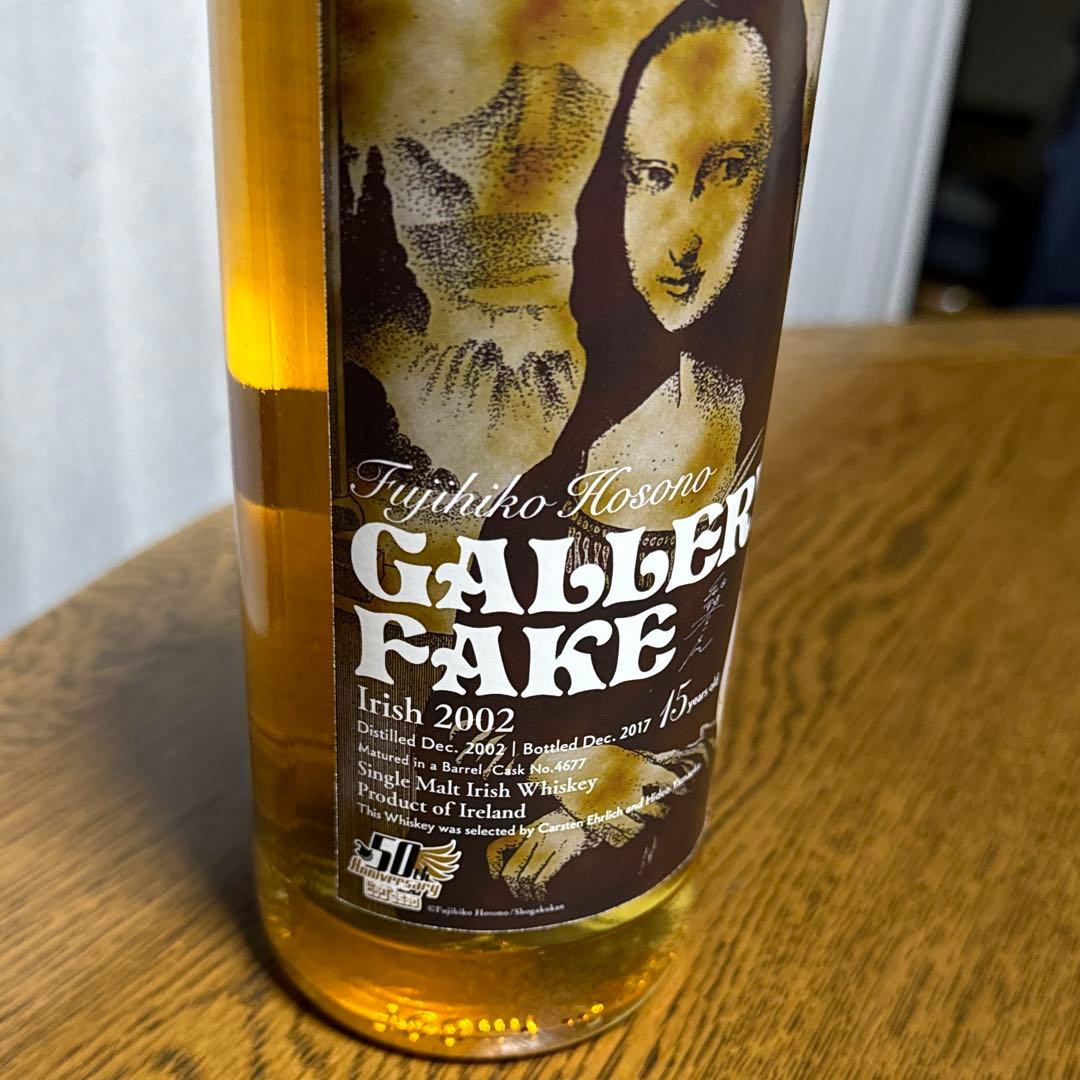 Fujihiko Hosono
GALLERY
FAKE
Irish 2002
Distilled Dec. 2002 | Bottled Dec. 2017 15 years old
Matured in a Barrel Cask No.4677
Single Malt Irish Whiskey
Product of Ireland
This Whiskey was selected by Carsten Ehrlich and Hideo
50th
Anniversary
©Fujihiko Hosono/Shogakukan